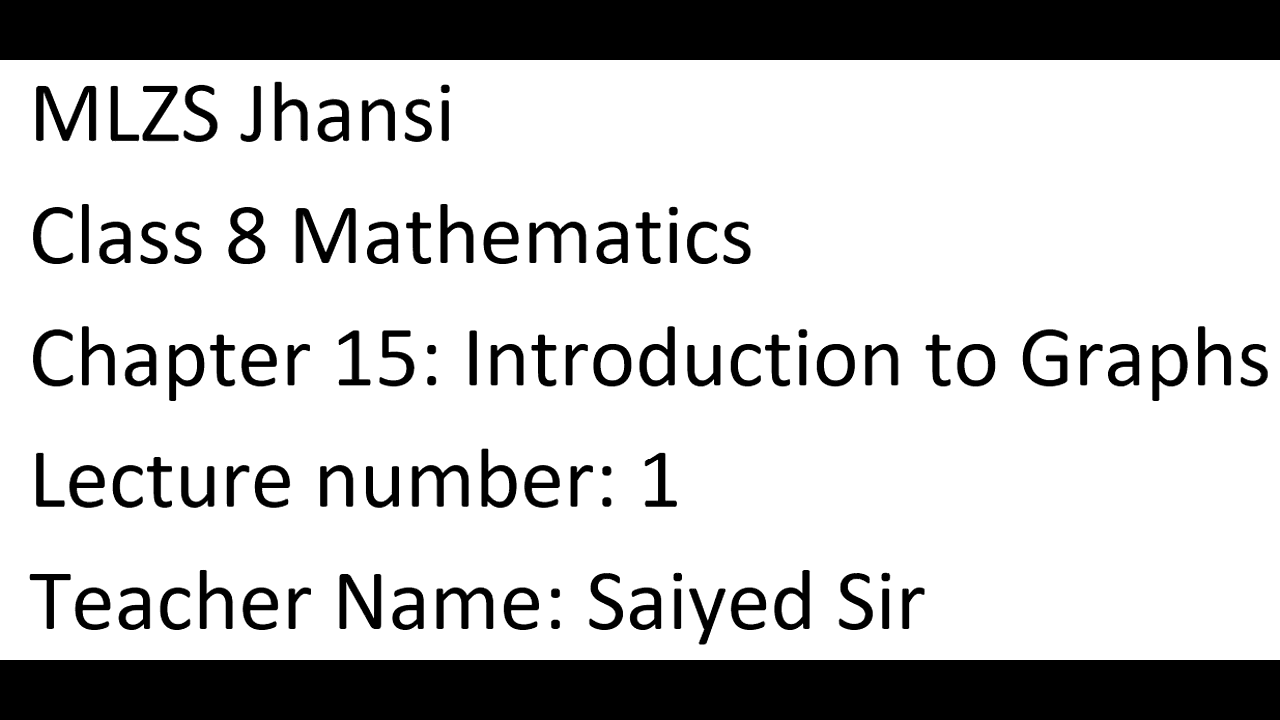 MLZS Jhansi
Class 8 Mathematics
Chapter 15: Introduction to Graphs
Lecture number: 1
Teacher Name: Saiyed Sir